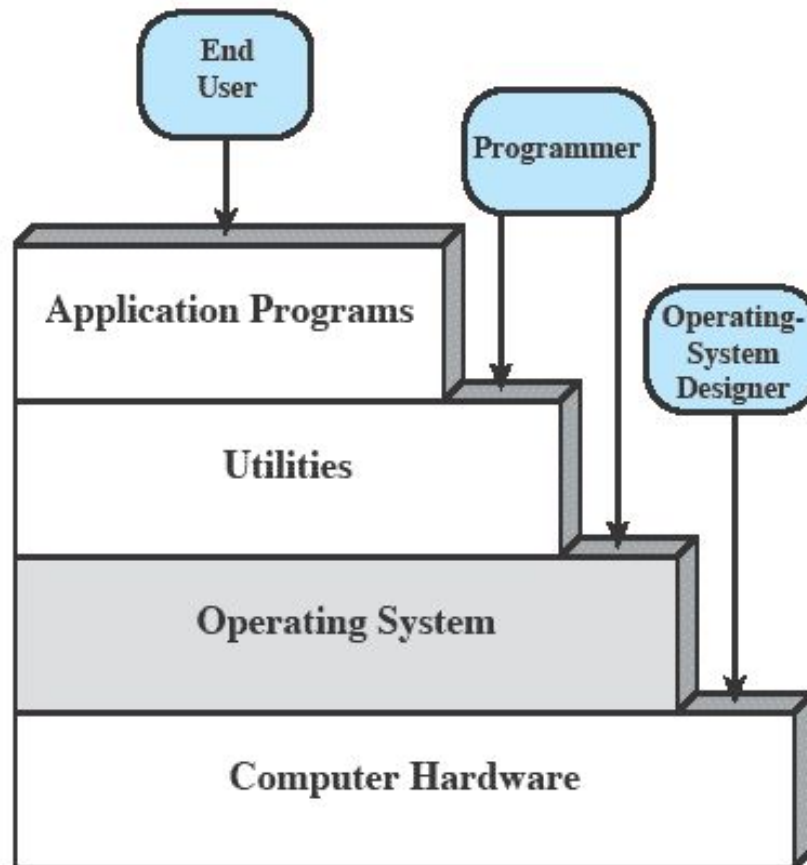 End
User
Programmer
Operating-
System
Designer
Application Programs
Utilities
Operating System
Computer Hardware